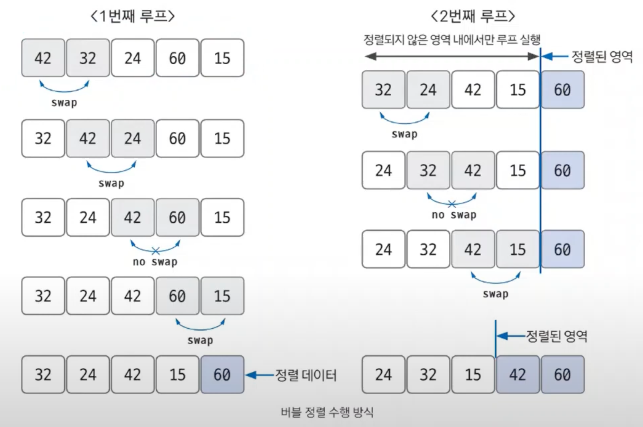 <1번째 루프>
42 32 24 60 15
swap
32 42 24 60 15
swap
32 24 42 60 15
no swap
32 24 42 60 15
swap
32 24 42 15 60
정렬 데이터
<2번째 루프>
정렬되지 않은 영역 내에서만 루프 실행
정렬된 영역
32 24 42 15 60
swap
24 32 42 15 60
no swap
24 32 42 15 60
swap
정렬된 영역
24 32 15 42 60
버블 정렬 수행 방식